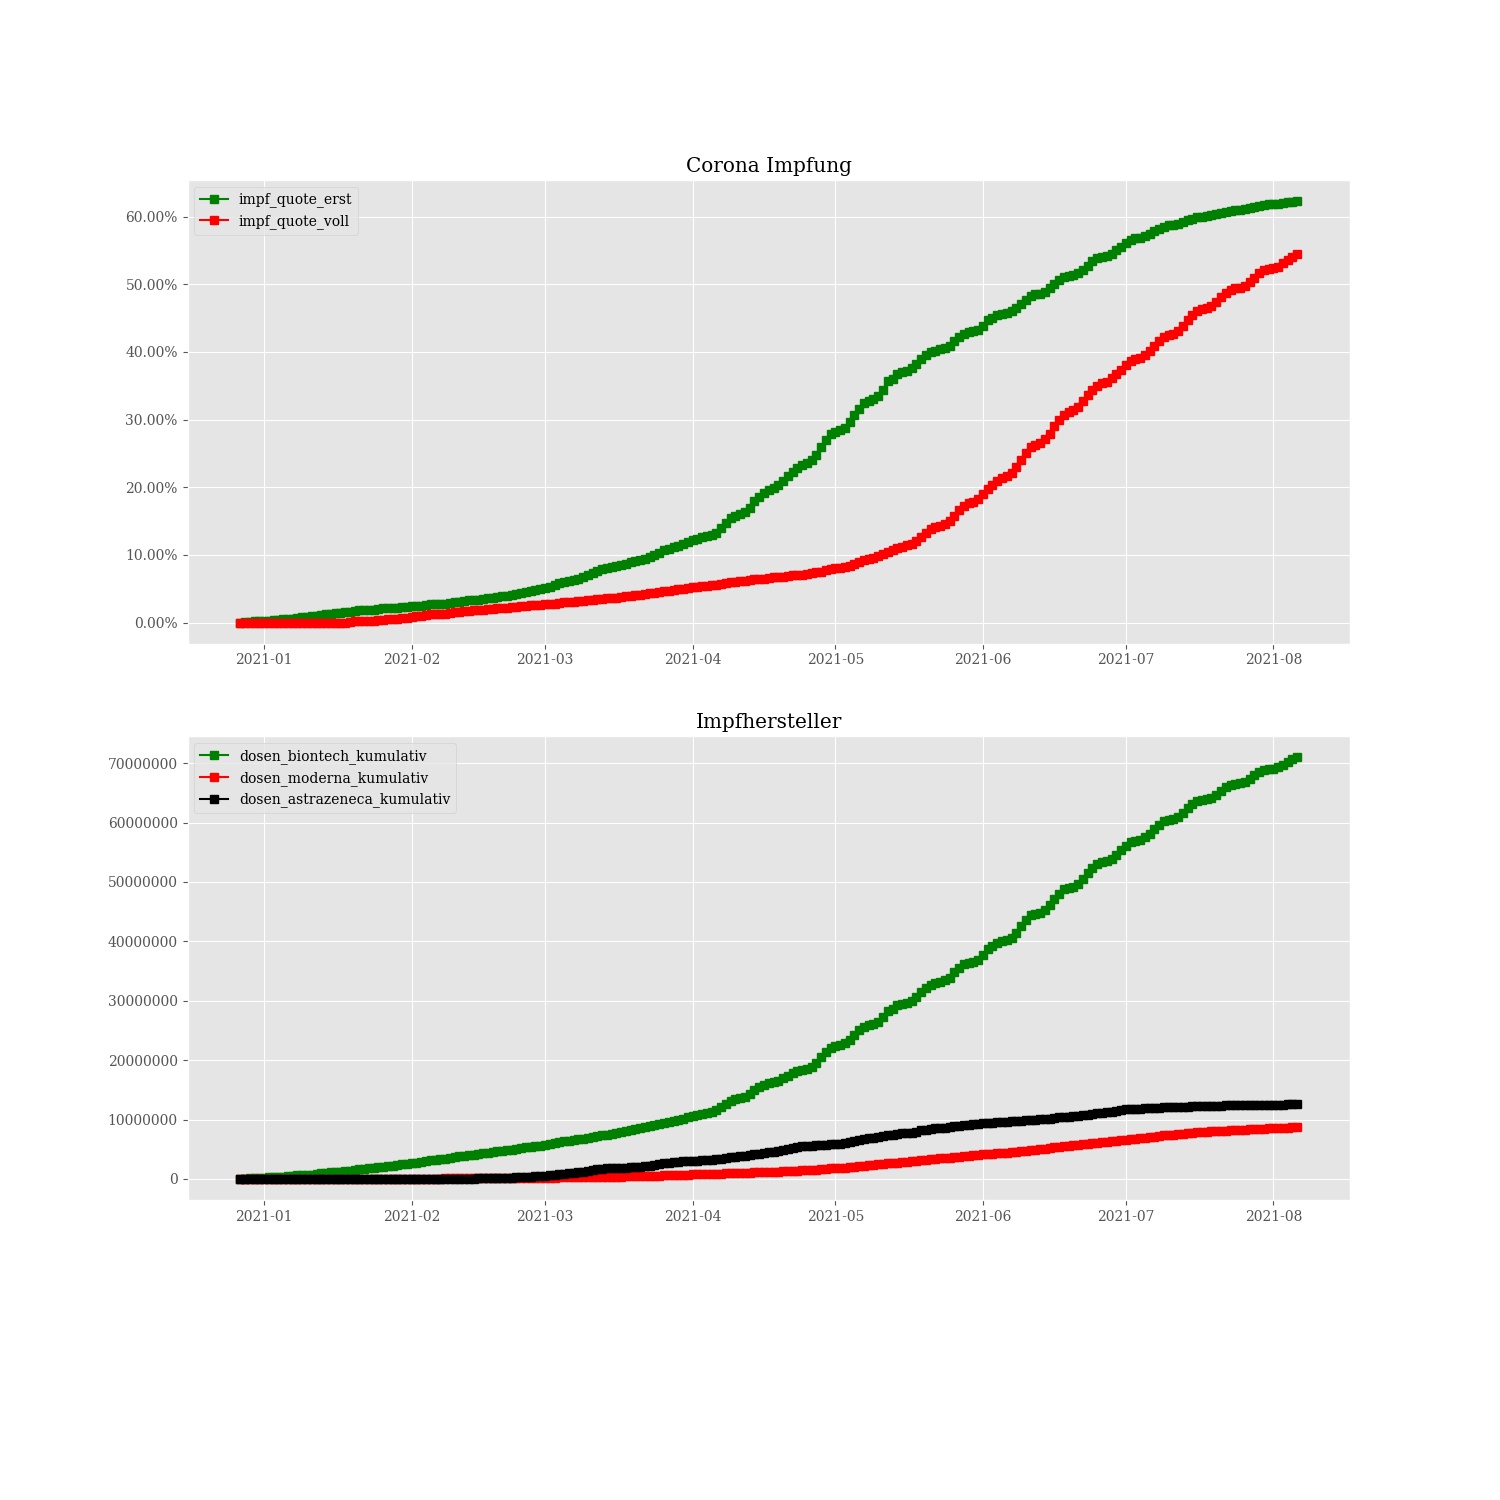 Corona Impfung
impf_quote_erst
impf_quote_voll
60.00%
50.00%
40.00%
30.00%
20.00%
10.00%
0.00%
2021-01 2021-02 2021-03 2021-04 2021-05 2021-06 2021-07 2021-08
Impfhersteller
dosen_biontech_kumulativ
dosen_moderna_kumulativ
dosen_astrazeneca_kumulativ
70000000
60000000
50000000
40000000
30000000
20000000
10000000
0
2021-01 2021-02 2021-03 2021-04 2021-05 2021-06 2021-07 2021-08